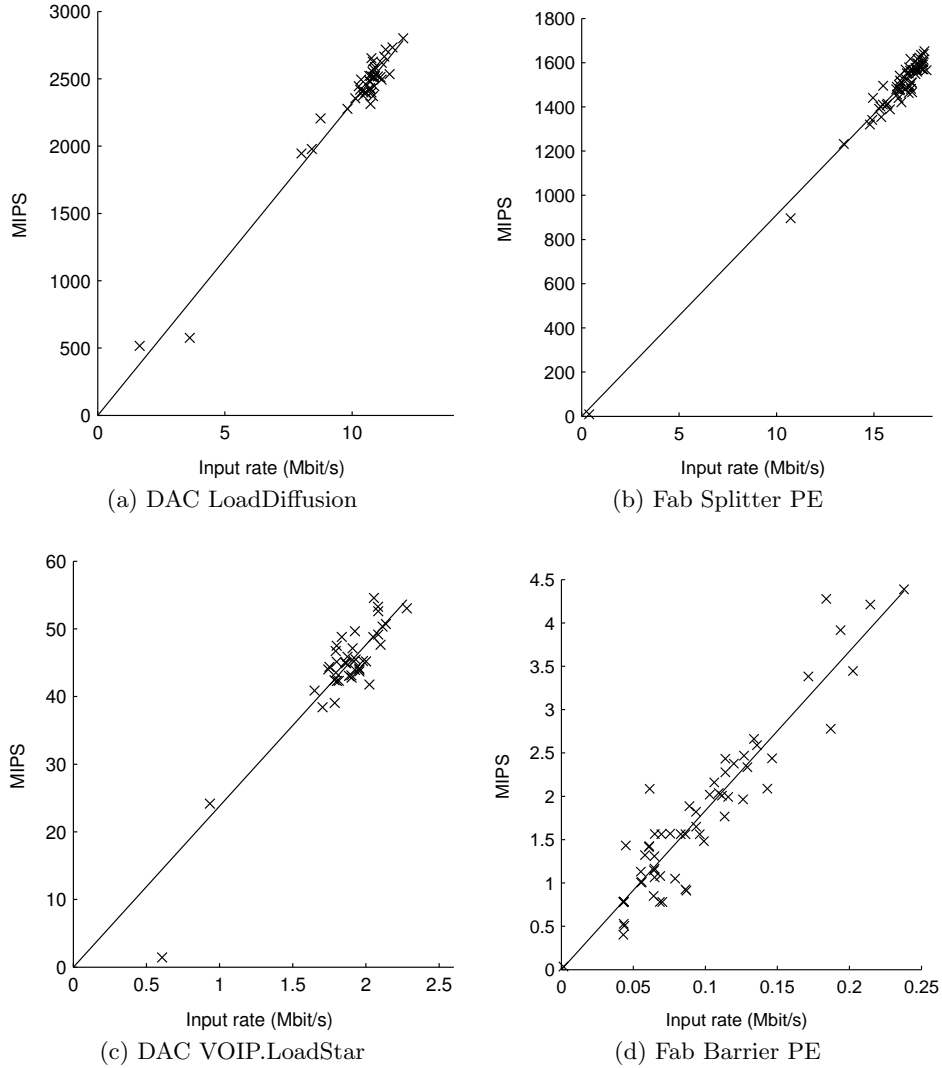 3000
2500
2000
1500
1000
500
0
MIPS
0 5 10
Input rate (Mbit/s)
(a) DAC LoadDiffusion
1800
1600
1400
1200
1000
800
600
400
200
0
MIPS
0 5 10 15
Input rate (Mbit/s)
(b) Fab Splitter PE
60
50
40
30
20
10
0
MIPS
0 0.5 1 1.5 2 2.5
Input rate (Mbit/s)
(c) DAC VOIP.LoadStar
4.5
4
3.5
3
2.5
2
1.5
1
0.5
0
MIPS
0 0.05 0.1 0.15 0.2 0.25
Input rate (Mbit/s)
(d) Fab Barrier PE